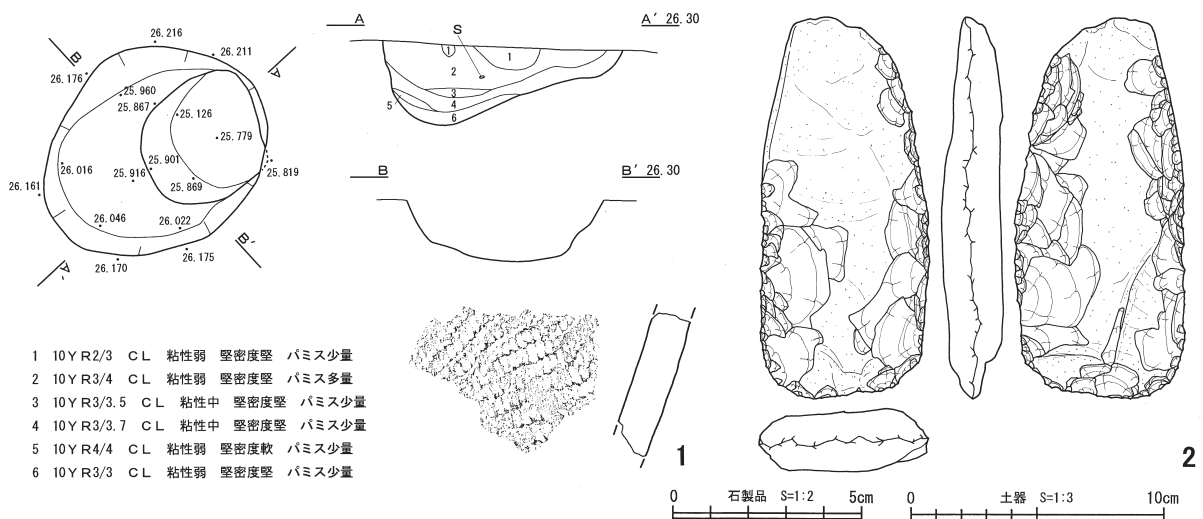 A
A' 26.30
S
1
1
2
3
4
5
6
B
B' 26.30
B
A
26.216
26.211
26.176
25.960
25.867
25.126
25.779
26.016
25.901
25.916
25.869
25.819
26.161
26.046
26.022
26.170
26.175
A'
B'
1 10YR2/3 CL 粘性弱 堅密度堅 パミス少量
2 10YR3/4 CL 粘性弱 堅密度堅 パミス多量
3 10YR3/3.5 CL 粘性中 堅密度堅 パミス少量
4 10YR3/3.7 CL 粘性中 堅密度堅 パミス少量
5 10YR4/4 CL 粘性弱 堅密度軟 パミス少量
6 10YR3/3 CL 粘性弱 堅密度堅 パミス少量
1
2
0 石製品 S=1:2 5cm
0 土器 S=1:3 10cm